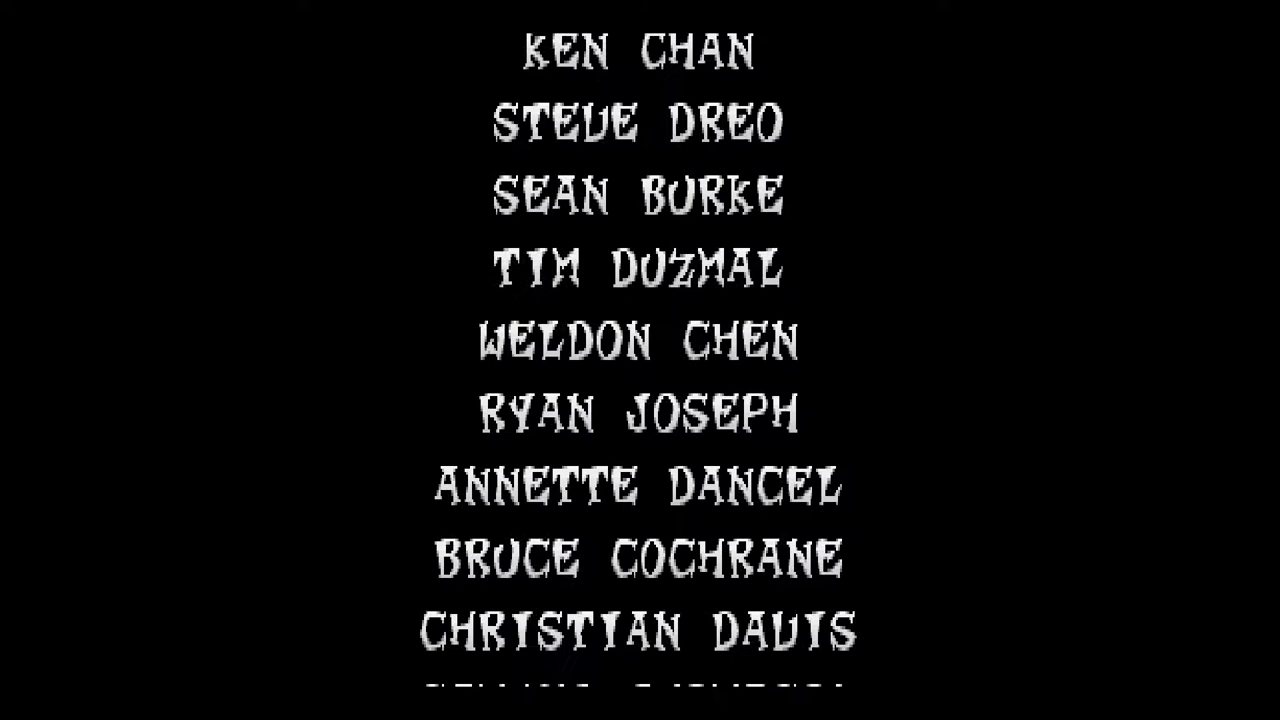 KEN CHAN
STEVE DREO
SEAN BURKE
TIM DUZMAL
WELDON CHEN
RYAN JOSEPH
ANNETTE DANCEL
BRUCE COCHRANE
CHRISTIAN DAVIS